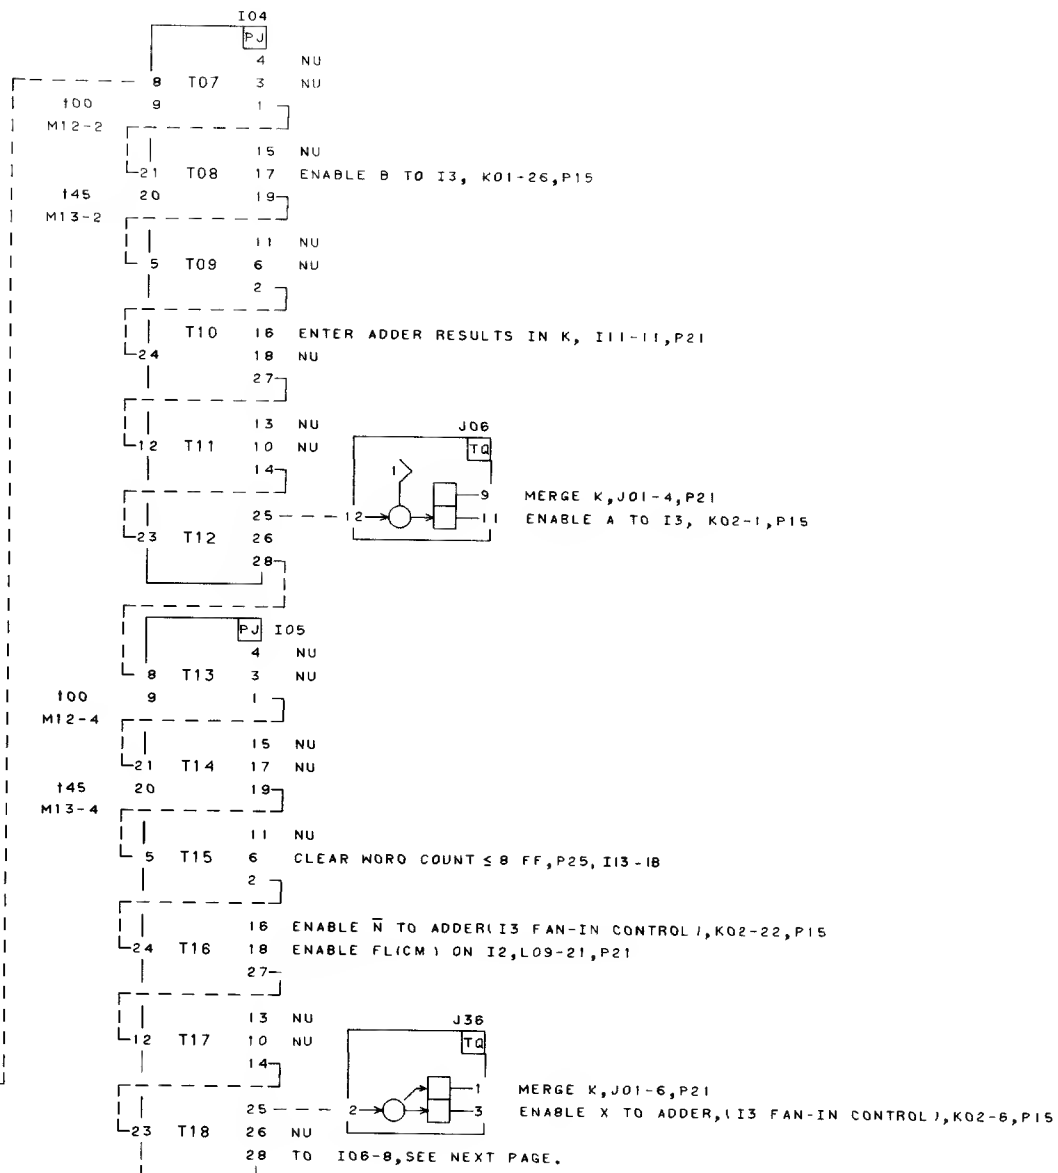 I04
PJ
4 NU
8 T07 3 NU
t00 9 1
M12-2
15 NU
21 T08 17 ENABLE B TO I3, K01-26,P15
t45 20 19
M13-2
11 NU
5 T09 6 NU
2
T10 16 ENTER ADDER RESULTS IN K, I11-11,P21
24 18 NU
27
13 NU J06
12 T11 10 NU TQ
14 1
9 MERGE K,J01-4,P21
25 12 11 ENABLE A TO I3, K02-1,P15
23 T12 26
28
PJ I05
4 NU
8 T13 3 NU
t00 9 1
M12-4
15 NU
21 T14 17 NU
t45 20 19
M13-4
11 NU
5 T15 6 CLEAR WORD COUNT ≤ 8 FF,P25,I13-18
2
16 ENABLE N̅ TO ADDER(I3 FAN-IN CONTROL),K02-22,P15
24 T16 18 ENABLE FL(CM) ON I2,L09-21,P21
27
13 NU J36
12 T17 10 NU TQ
14
1 MERGE K,J01-6,P21
25 2 3 ENABLE X TO ADDER,(I3 FAN-IN CONTROL),K02-6,P15
23 T18 26 NU
28 TO I06-8,SEE NEXT PAGE.